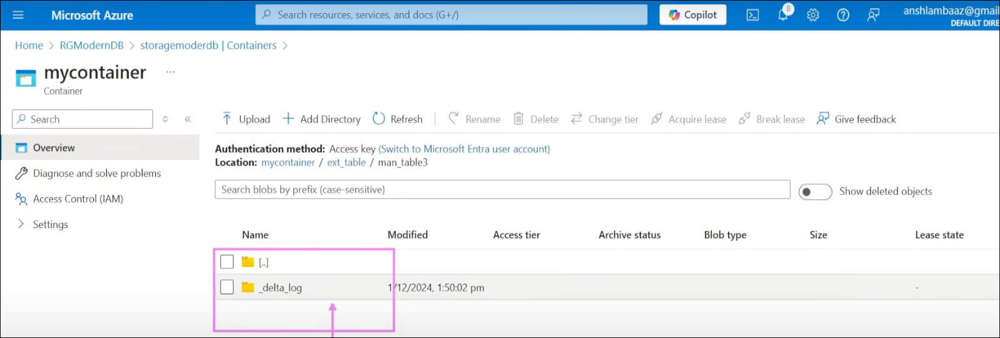 Microsoft Azure
Search resources, services, and docs (G+/)
Copilot
8
anshlambaaz@gmail
DEFAULT DIRE
Home > RGModernDB > storagemoderdb | Containers >
mycontainer ...
Container
Search
Upload
Add Directory
Refresh
Rename
Delete
Change tier
Acquire lease
Break lease
Give feedback
Overview
Diagnose and solve problems
Access Control (IAM)
Settings
Authentication method: Access key (Switch to Microsoft Entra user account)
Location: mycontainer / ext_table / man_table3
Search blobs by prefix (case-sensitive)
Show deleted objects
Name Modified Access tier Archive status Blob type Size Lease state
[..]
_delta_log 1/12/2024, 1:50:02 pm -